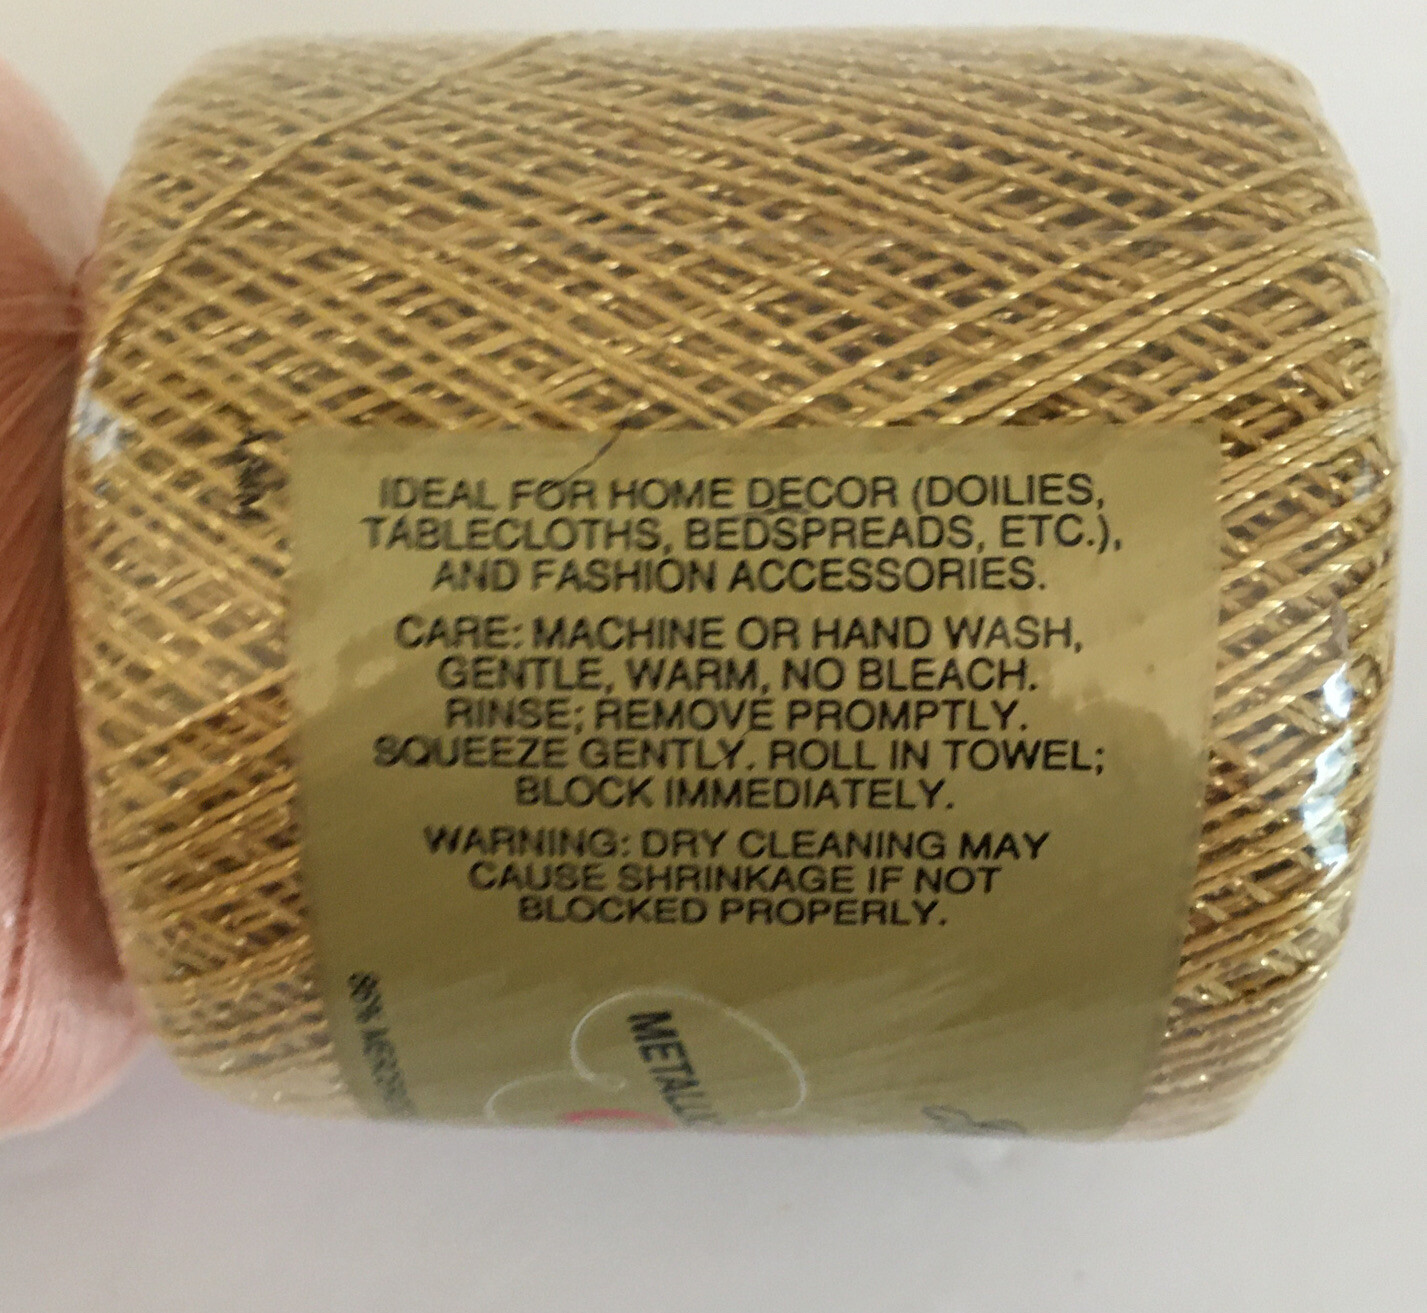 IDEAL FOR HOME DECOR (DOILIES,
TABLECLOTHS, BEDSPREADS, ETC.),
AND FASHION ACCESSORIES.
CARE: MACHINE OR HAND WASH,
GENTLE, WARM, NO BLEACH.
RINSE; REMOVE PROMPTLY.
SQUEEZE GENTLY. ROLL IN TOWEL;
BLOCK IMMEDIATELY.
WARNING: DRY CLEANING MAY
CAUSE SHRINKAGE IF NOT
BLOCKED PROPERLY.